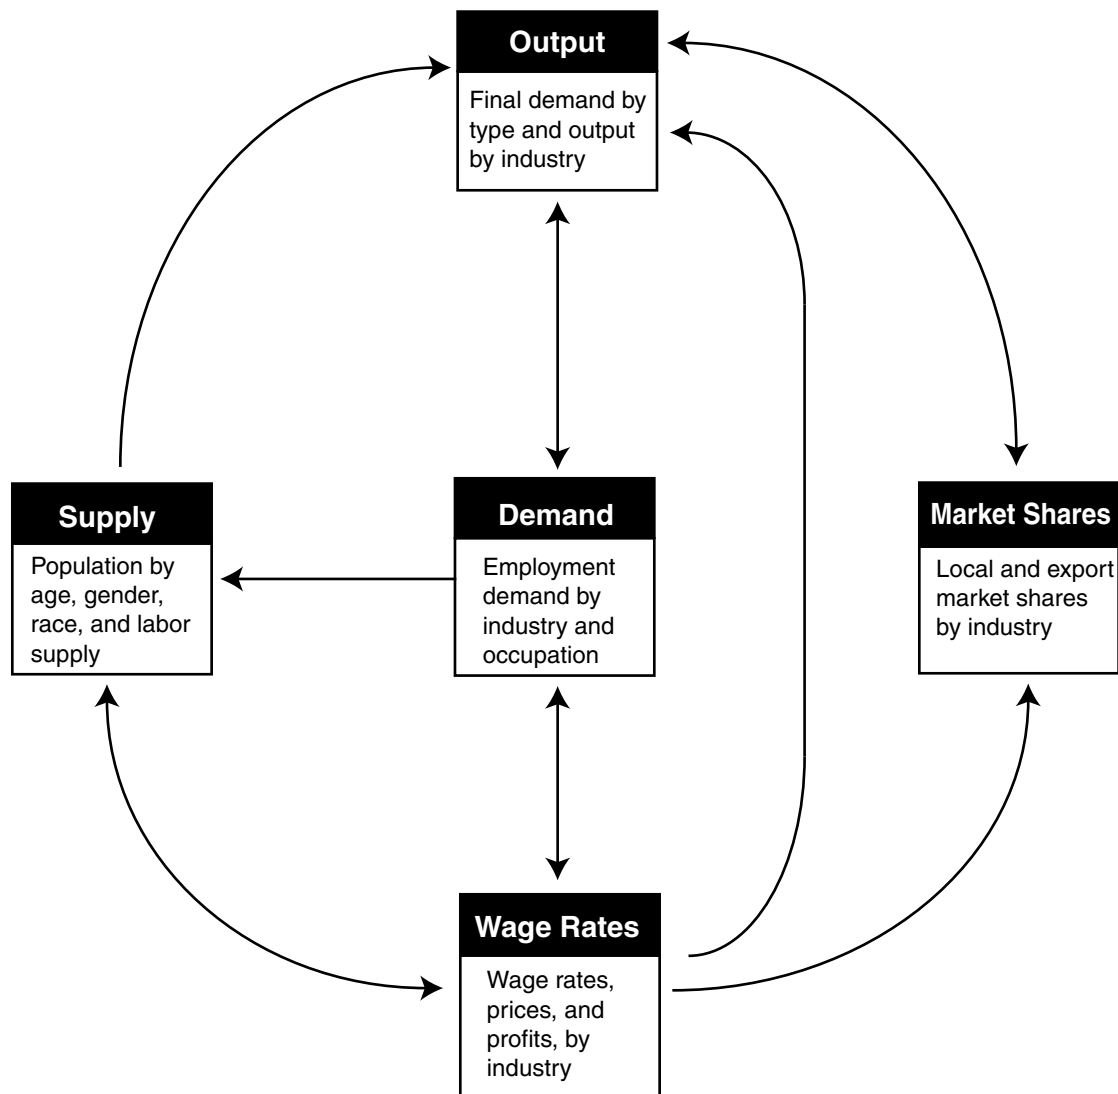 Output
Final demand by
type and output
by industry
Supply
Population by
age, gender,
race, and labor
supply
Demand
Employment
demand by
industry and
occupation
Market Shares
Local and export
market shares
by industry
Wage Rates
Wage rates,
prices, and
profits, by
industry